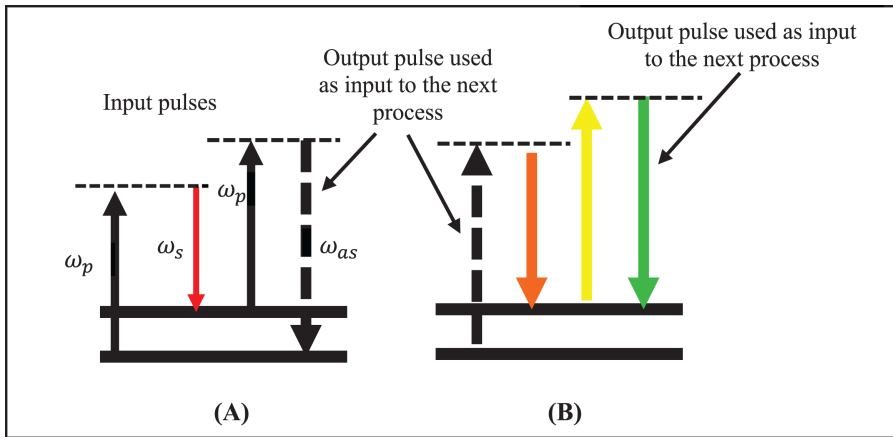 Input pulses
Output pulse used
as input to the next
process
Output pulse used as input
to the next process
ω_p
ω_s
ω_p
ω_as
(A)
(B)